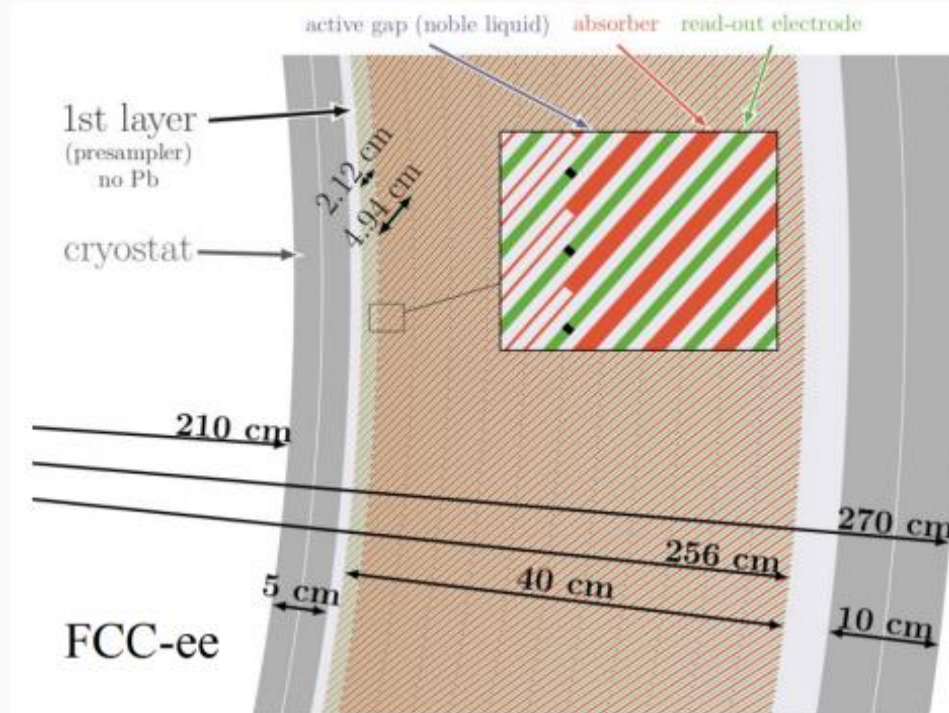 active gap (noble liquid) absorber read-out electrode
1st layer
(presampler)
no Pb
2.12 cm
4.94 cm
cryostat
210 cm
270 cm
256 cm
40 cm
5 cm
10 cm
FCC-ee